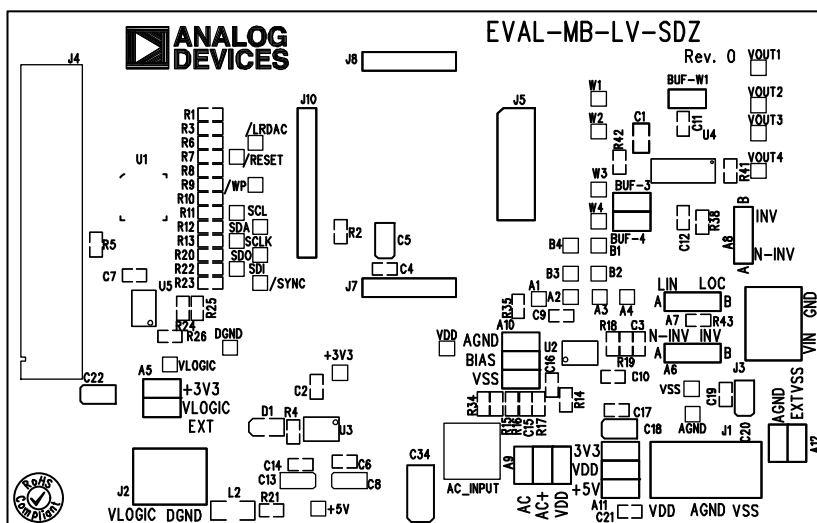 EVAL-MB-LV-SDZ
ANALOG
DEVICES
Rev. 0
J4
J8
VOUT1
BUF-W1
W1
VOUT2
J10
J5
R1
R3
R6
R7
R8
R9
R10
R11
R12
R13
R20
R22
R23
/LRDAC
/RESET
/WP
SCL
SDA
SCLK
SDO
SDI
/SYNC
U1
W2
R42
C1
C11
U4
VOUT3
VOUT4
R41
W3
BUF-3
W4
BUF-4
C12
R38
A8
B
INV
N-INV
A
R5
C7
U5
R2
C5
C4
J7
B4
B1
B3
B2
A1
A2
A3
A4
C9
R35
LIN
LOC
A
B
A7
R43
GND
VIN
R25
R24
R26
DGND
VDD
A10
AGND
BIAS
VSS
U2
R18
C3
R19
N-INV
INV
A
B
A6
VLOGIC
+3V3
C22
A5
+3V3
VLOGIC
EXT
C2
C16
C10
R14
VSS
C19
J3
AGND
EXTVSS
D1
R4
U3
R34
R15
R16
C15
R17
C17
C18
AGND
J1
C20
A12
C14
C6
C13
C8
C34
AC_INPUT
A9
3V3
VDD
+5V
AC
AC+
VDD
A11
C21
VDD
AGND
VSS
RoHS
Compliant
J2
VLOGIC
DGND
L2
R21
+5V